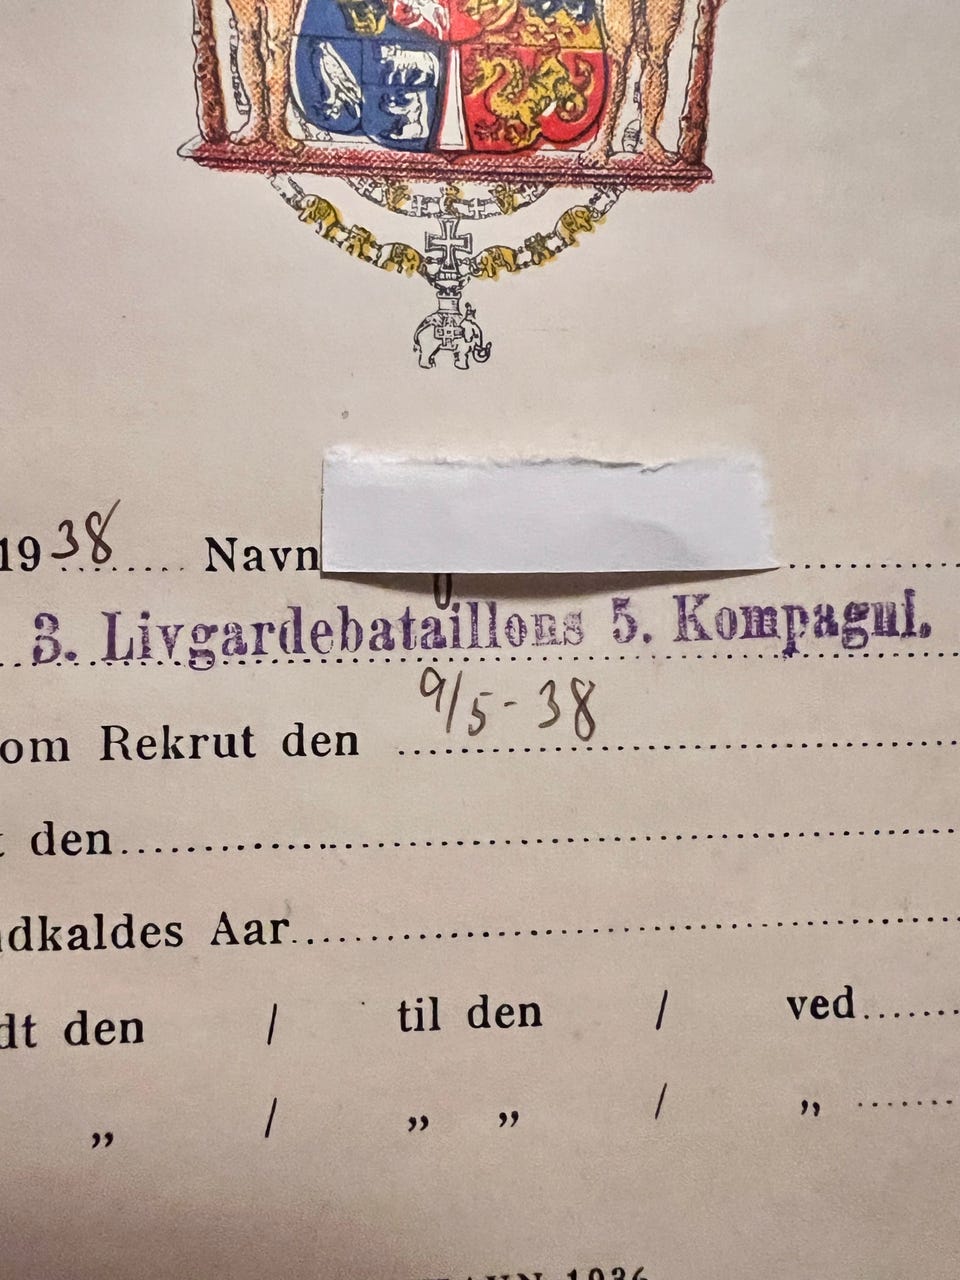 1938 Navn
3. Livgardebataillons 5. Kompagni.
om Rekrut den 9/5-38
den
dkaldes Aar
dt den / til den / ved
„ / „ „ / „
1936